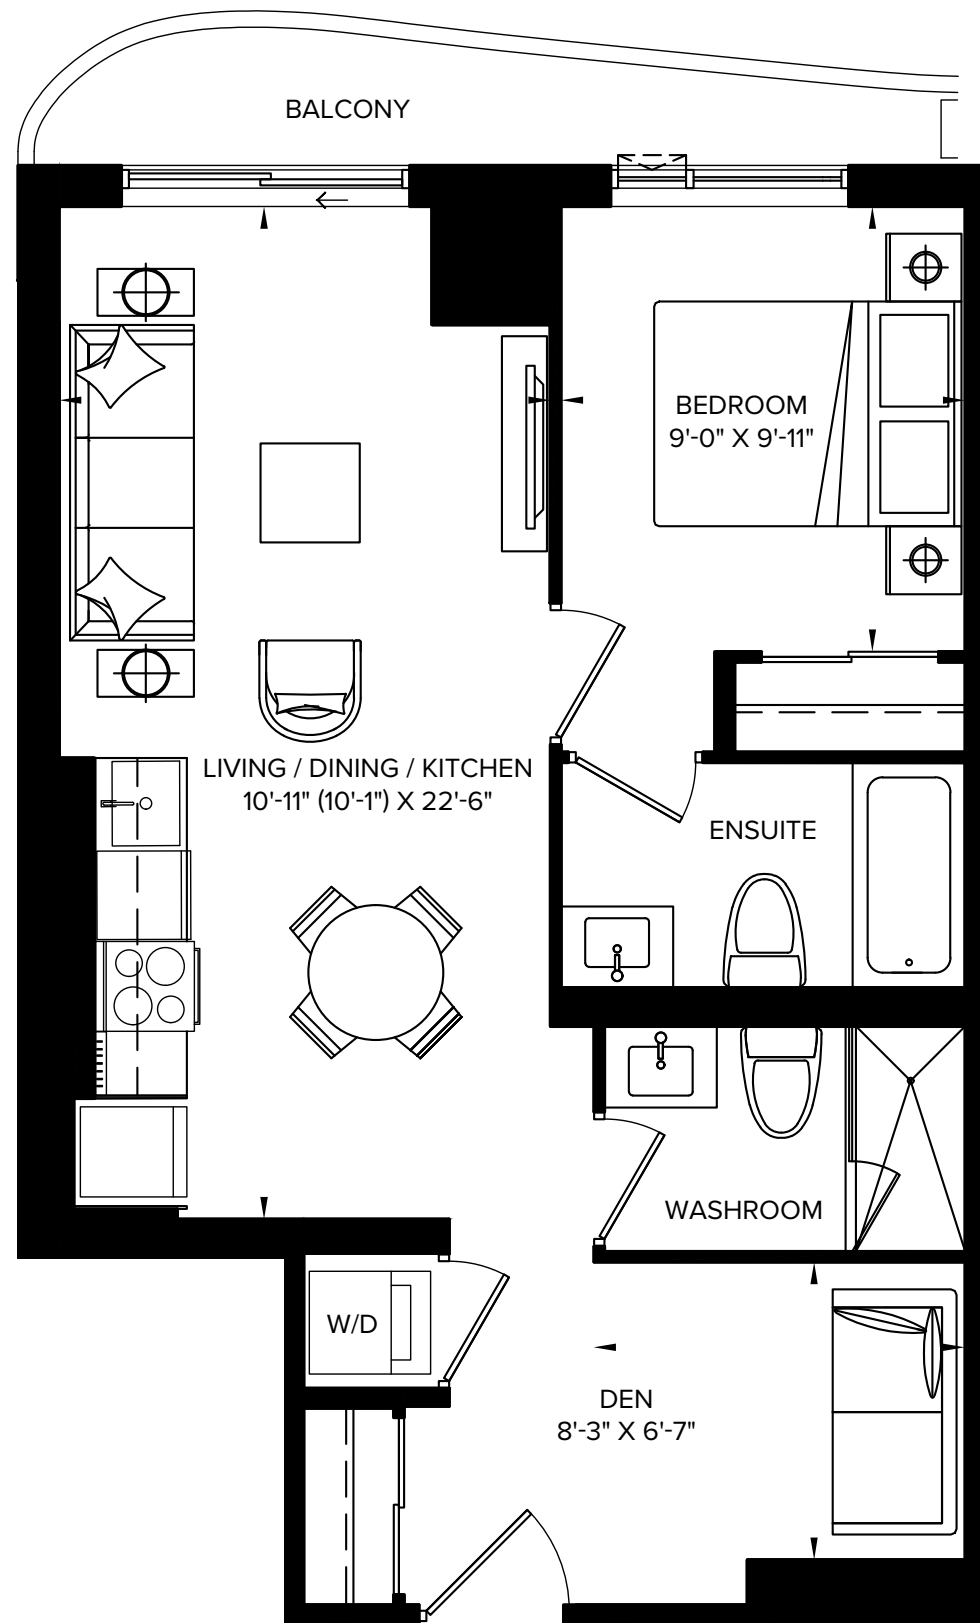 BALCONY
BEDROOM
9'-0" X 9'-11"
LIVING / DINING / KITCHEN
10'-11" (10'-1") X 22'-6"
ENSUITE
WASHROOM
W/D
DEN
8'-3" X 6'-7"